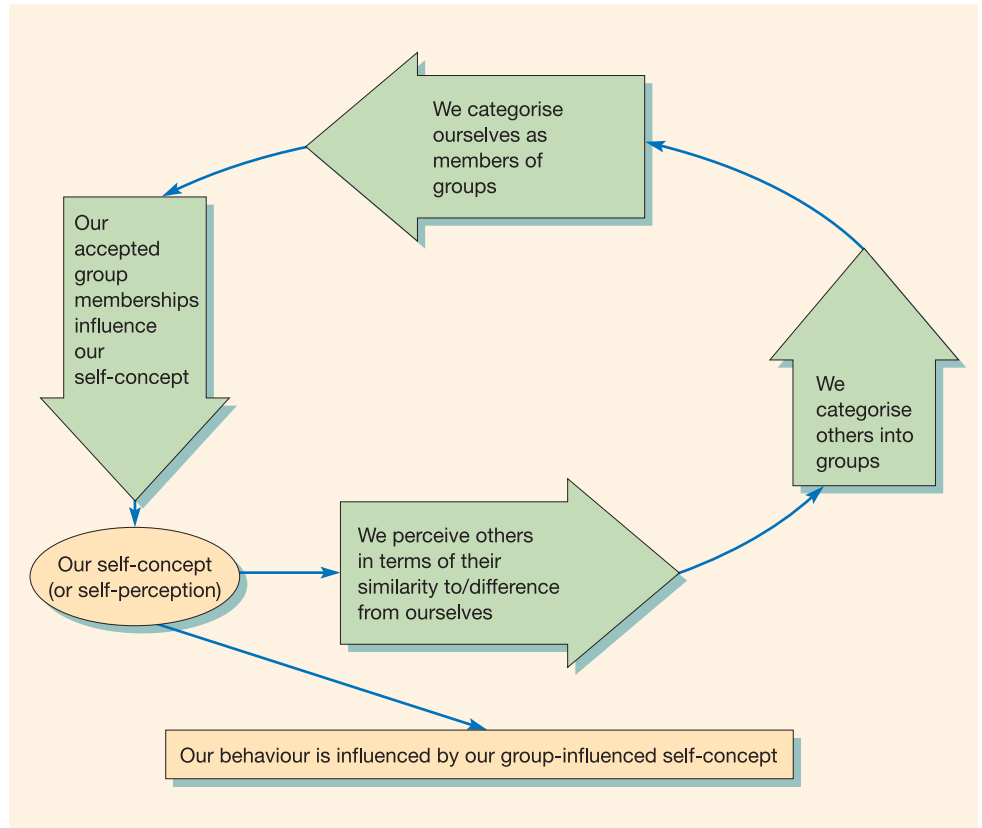 We categorise
ourselves as
members of
groups
Our
accepted
group
memberships
influence
our
self-concept
We
categorise
others into
groups
Our self-concept
(or self-perception)
We perceive others
in terms of their
similarity to/difference
from ourselves
Our behaviour is influenced by our group-influenced self-concept